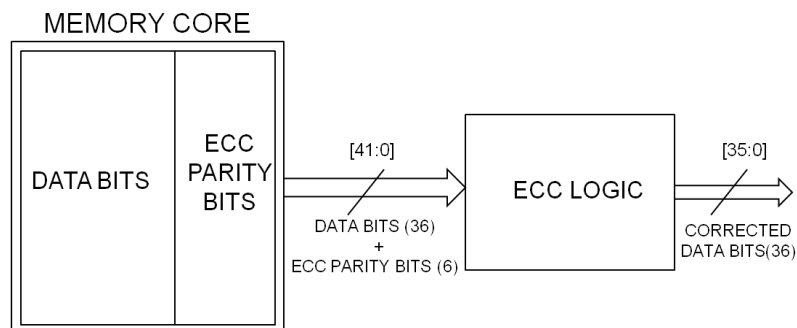 MEMORY CORE
DATA BITS
ECC
PARITY
BITS
[41:0]
DATA BITS (36)
+
ECC PARITY BITS (6)
ECC LOGIC
[35:0]
CORRECTED
DATA BITS(36)